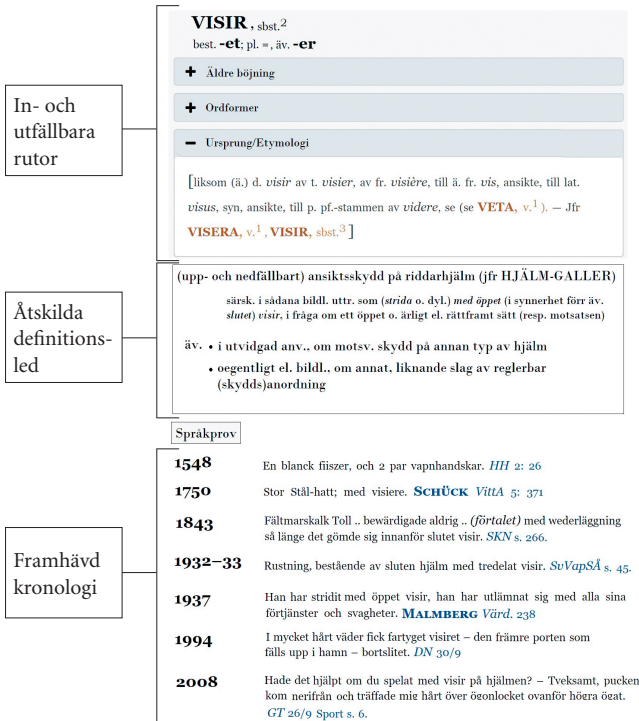 VISIR, sbst.2
best. -et; pl. =, äv. -er
In- och
utfällbara
rutor
+ Äldre böjning
+ Ordformer
− Ursprung/Etymologi
[liksom (ä.) d. visir av t. visier, av fr. visière, till ä. fr. vis, ansikte, till lat.
visus, syn, ansikte, till p. pf.-stammen av videre, se (se VETA, v.1). — Jfr
VISERA, v.1, VISIR, sbst.3]
Åtskilda
definitions-
led
(upp- och nedfällbart) ansiktsskydd på riddarhjälm (jfr HJÄLM-GALLER)
särsk. i sådana bildl. uttr. som (strida o. dyl.) med öppet (i synnerhet förr äv.
slutet) visir, i fråga om ett öppet o. ärligt el. rättframt sätt (resp. motsatsen)
äv. • i utvidgad anv., om motsv. skydd på annan typ av hjälm
• oegentligt el. bildl., om annat, liknande slag av reglerbar
(skydds)anordning
Språkprov
Framhävd
kronologi
1548 En blanck fiiszer, och 2 par vapnhandskar. HH 2: 26
1750 Stor Stål-hatt; med visiere. SCHÜCK VittA 5: 371
1843 Fältmarskalk Toll .. bewärdigade aldrig .. (förtalet) med wederläggning
så länge det gömde sig innanför slutet visir. SKN s. 266.
1932–33 Rustning, bestående av sluten hjälm med tredelat visir. SvVapSÅ s. 45.
1937 Han har stridit med öppet visir, han har utlämnat sig med alla sina
förtjänster och svagheter. MALMBERG Värd. 238
1994 I mycket hårt väder fick fartyget visiret – den främre porten som
fälls upp i hamn – bortslitet. DN 30/9
2008 Hade det hjälpt om du spelat med visir på hjälmen? – Tveksamt, pucken
kom nerifrån och träffade mig hårt över ögonlocket ovanför högra ögat.
GT 26/9 Sport s. 6.